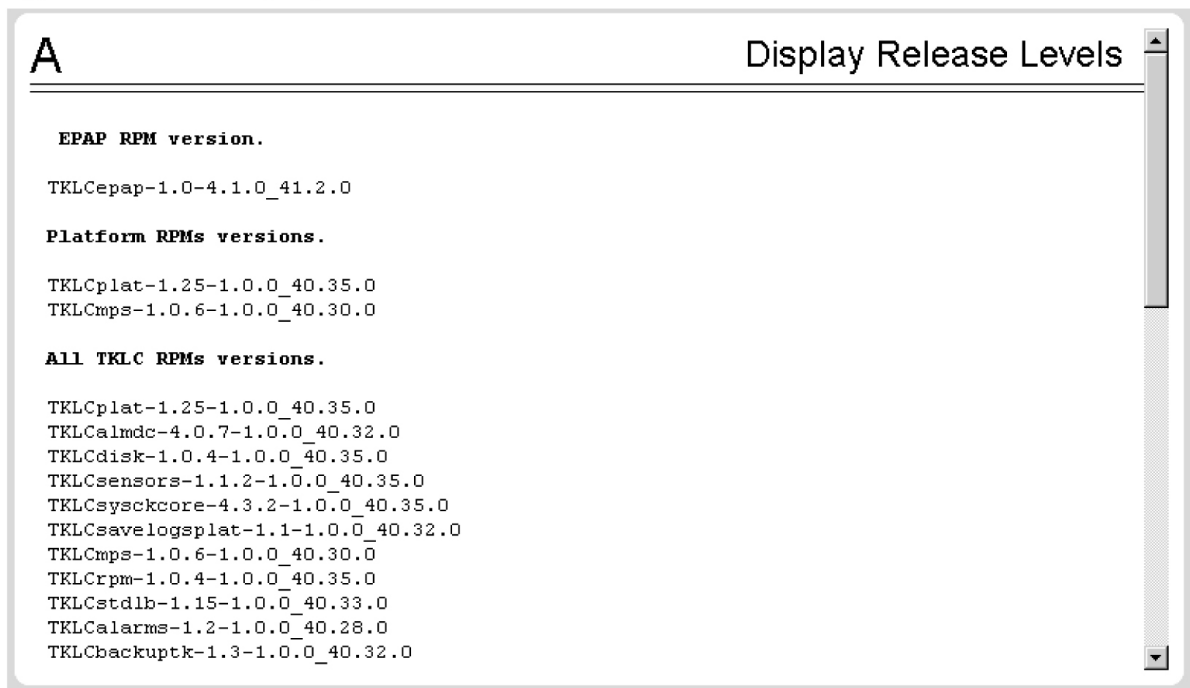 A
Display Release Levels
EPAP RPM version.
TKLCepap-1.0-4.1.0_41.2.0
Platform RPMs versions.
TKLCplat-1.25-1.0.0_40.35.0
TKLCmps-1.0.6-1.0.0_40.30.0
All TKLC RPMs versions.
TKLCplat-1.25-1.0.0_40.35.0
TKLCalmdc-4.0.7-1.0.0_40.32.0
TKLCdisk-1.0.4-1.0.0_40.35.0
TKLCsensors-1.1.2-1.0.0_40.35.0
TKLCsysckcore-4.3.2-1.0.0_40.35.0
TKLCsavelogsplat-1.1-1.0.0_40.32.0
TKLCmps-1.0.6-1.0.0_40.30.0
TKLCrpm-1.0.4-1.0.0_40.35.0
TKLCstdlb-1.15-1.0.0_40.33.0
TKLCalarms-1.2-1.0.0_40.28.0
TKLCbackuptk-1.3-1.0.0_40.32.0